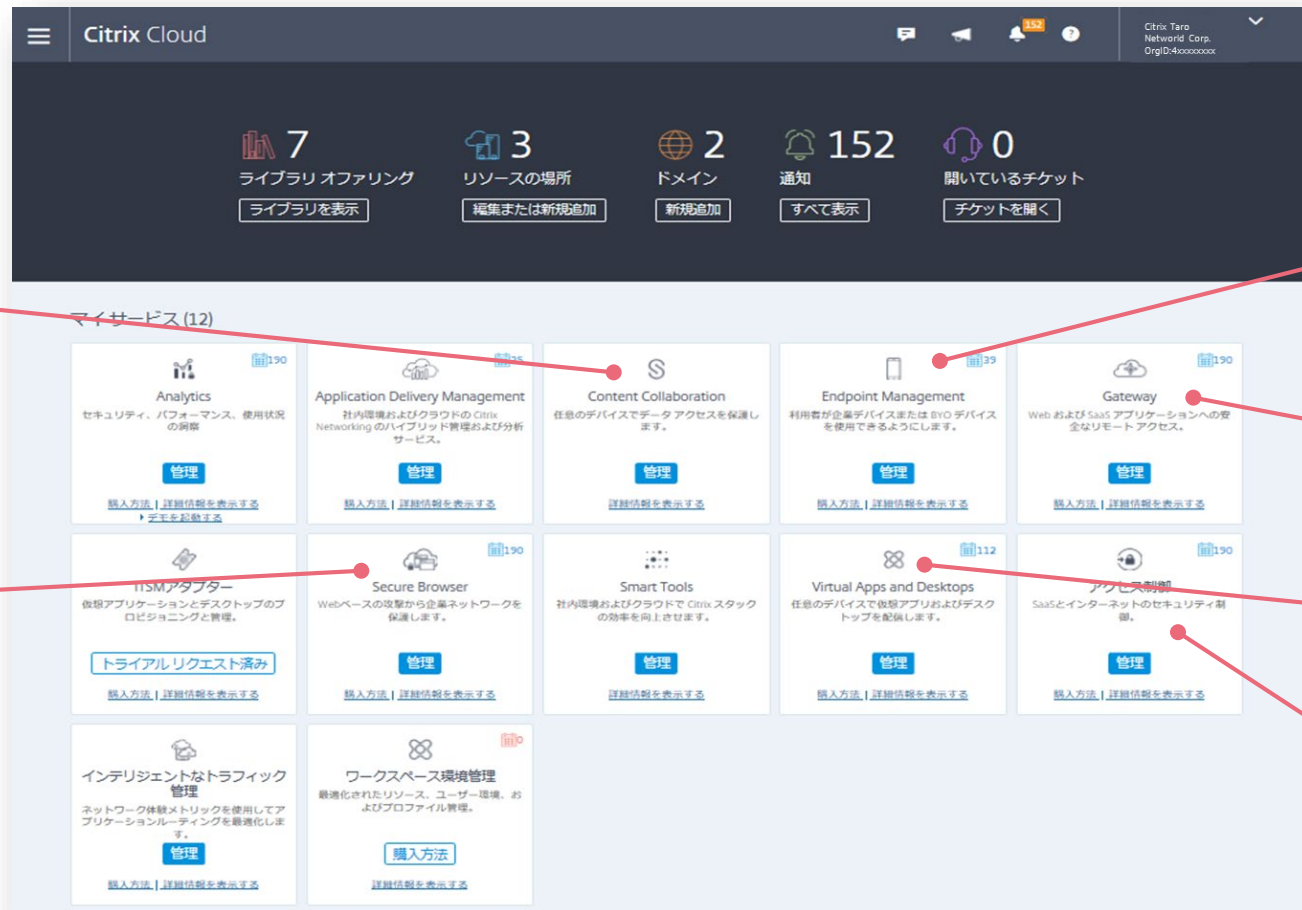 Citrix Cloud
152
Citrix Taro
Networld Corp.
OrgID:4xxxxxxxx
7
ライブラリ オファリング
ライブラリを表示
3
リソースの場所
編集または新規追加
2
ドメイン
新規追加
152
通知
すべて表示
0
開いているチケット
チケットを開く
マイサービス (12)
190
Analytics
セキュリティ、パフォーマンス、使用状況
の洞察
管理
購入方法 | 詳細情報を表示する
デモを起動する
Application Delivery Management
社内環境およびクラウドの Citrix
Networking のハイブリッド管理および分析
サービス。
管理
購入方法 | 詳細情報を表示する
Content Collaboration
任意のデバイスでデータ アクセスを保護し
ます。
管理
詳細情報を表示する
39
Endpoint Management
利用者が企業デバイスまたは BYO デバイス
を使用できるようにします。
管理
購入方法 | 詳細情報を表示する
190
Gateway
Web および SaaS アプリケーションへの安
全なリモート アクセス。
管理
購入方法 | 詳細情報を表示する
ITSMアダプター
仮想アプリケーションとデスクトップのプ
ロビジョニングと管理。
トライアル リクエスト済み
購入方法 | 詳細情報を表示する
190
Secure Browser
Webベースの攻撃から企業ネットワークを
保護します。
管理
購入方法 | 詳細情報を表示する
Smart Tools
社内環境およびクラウドで Citrix スタック
の効率を向上させます。
管理
詳細情報を表示する
112
Virtual Apps and Desktops
任意のデバイスで仮想アプリおよびデスク
トップを配信します。
管理
購入方法 | 詳細情報を表示する
190
アクセス制御
SaaSとインターネットのセキュリティ制
御。
管理
購入方法 | 詳細情報を表示する
インテリジェントなトラフィック
管理
ネットワーク体験メトリックを使用してア
プリケーションルーティングを最適化しま
す。
管理
購入方法 | 詳細情報を表示する
0
ワークスペース環境管理
最適化されたリソース、ユーザー環境、お
よびプロファイル管理。
購入方法
詳細情報を表示する